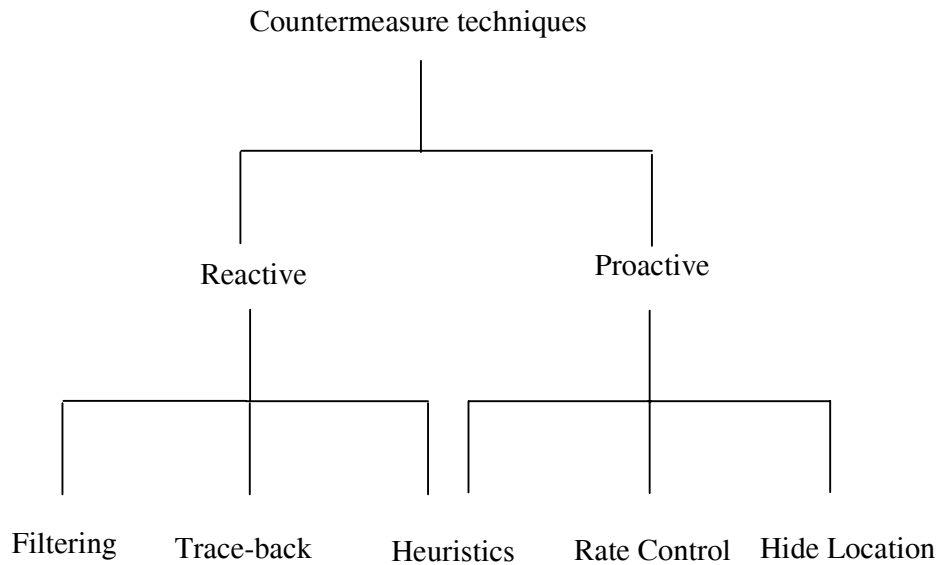 Countermeasure techniques
Reactive
Proactive
Filtering
Trace-back
Heuristics
Rate Control
Hide Location